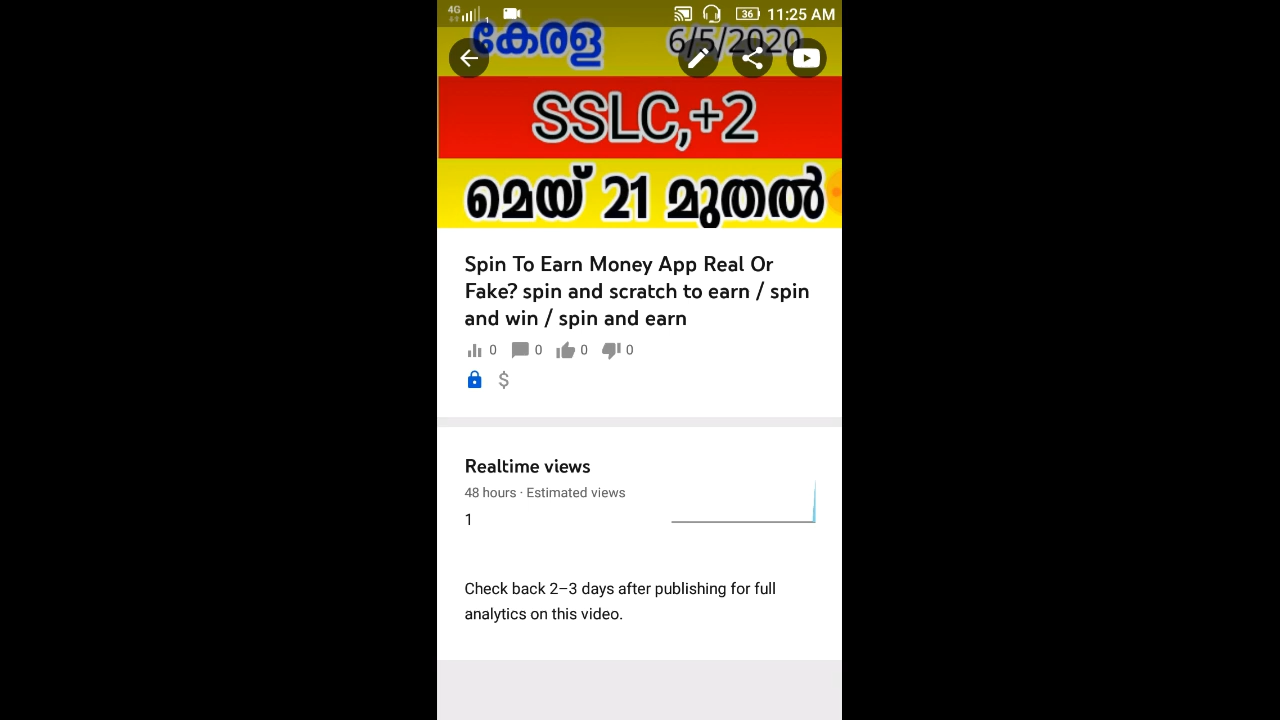 4G 1 36 11:25 AM
കേരള 6/5/2020
SSLC,+2
മെയ് 21 മുതൽ
Spin To Earn Money App Real Or
Fake? spin and scratch to earn / spin
and win / spin and earn
0 0 0 0
$
Realtime views
48 hours · Estimated views
1
Check back 2–3 days after publishing for full
analytics on this video.